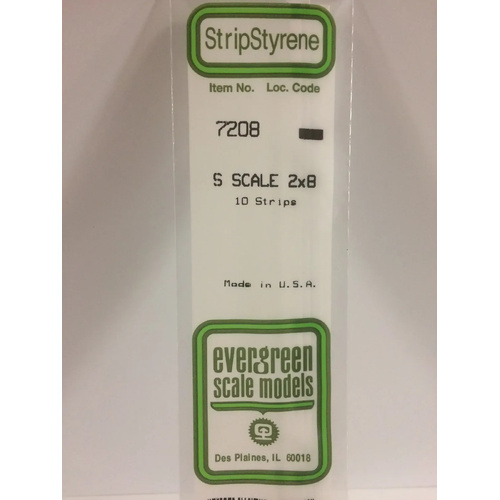 StripStyrene
Item No. Loc. Code
7208
S SCALE 2x8
10 Strips
Made in U.S.A.
evergreen
scale models
Des Plaines, IL 60018